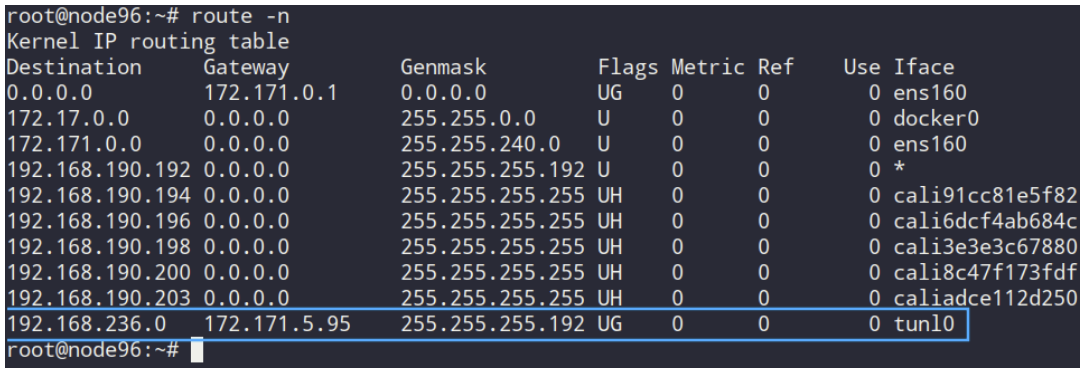 root@node96:~# route -n
Kernel IP routing table
Destination     Gateway         Genmask         Flags Metric Ref    Use Iface
0.0.0.0         172.171.0.1     0.0.0.0         UG    0      0        0 ens160
172.17.0.0      0.0.0.0         255.255.0.0     U     0      0        0 docker0
172.171.0.0     0.0.0.0         255.255.240.0   U     0      0        0 ens160
192.168.190.192 0.0.0.0         255.255.255.192 U     0      0        0 *
192.168.190.194 0.0.0.0         255.255.255.255 UH    0      0        0 cali91cc81e5f82
192.168.190.196 0.0.0.0         255.255.255.255 UH    0      0        0 cali6dcf4ab684c
192.168.190.198 0.0.0.0         255.255.255.255 UH    0      0        0 cali3e3e3c67880
192.168.190.200 0.0.0.0         255.255.255.255 UH    0      0        0 cali8c47f173fdf
192.168.190.203 0.0.0.0         255.255.255.255 UH    0      0        0 caliadce112d250
192.168.236.0   172.171.5.95    255.255.255.192 UG    0      0        0 tunl0
root@node96:~#